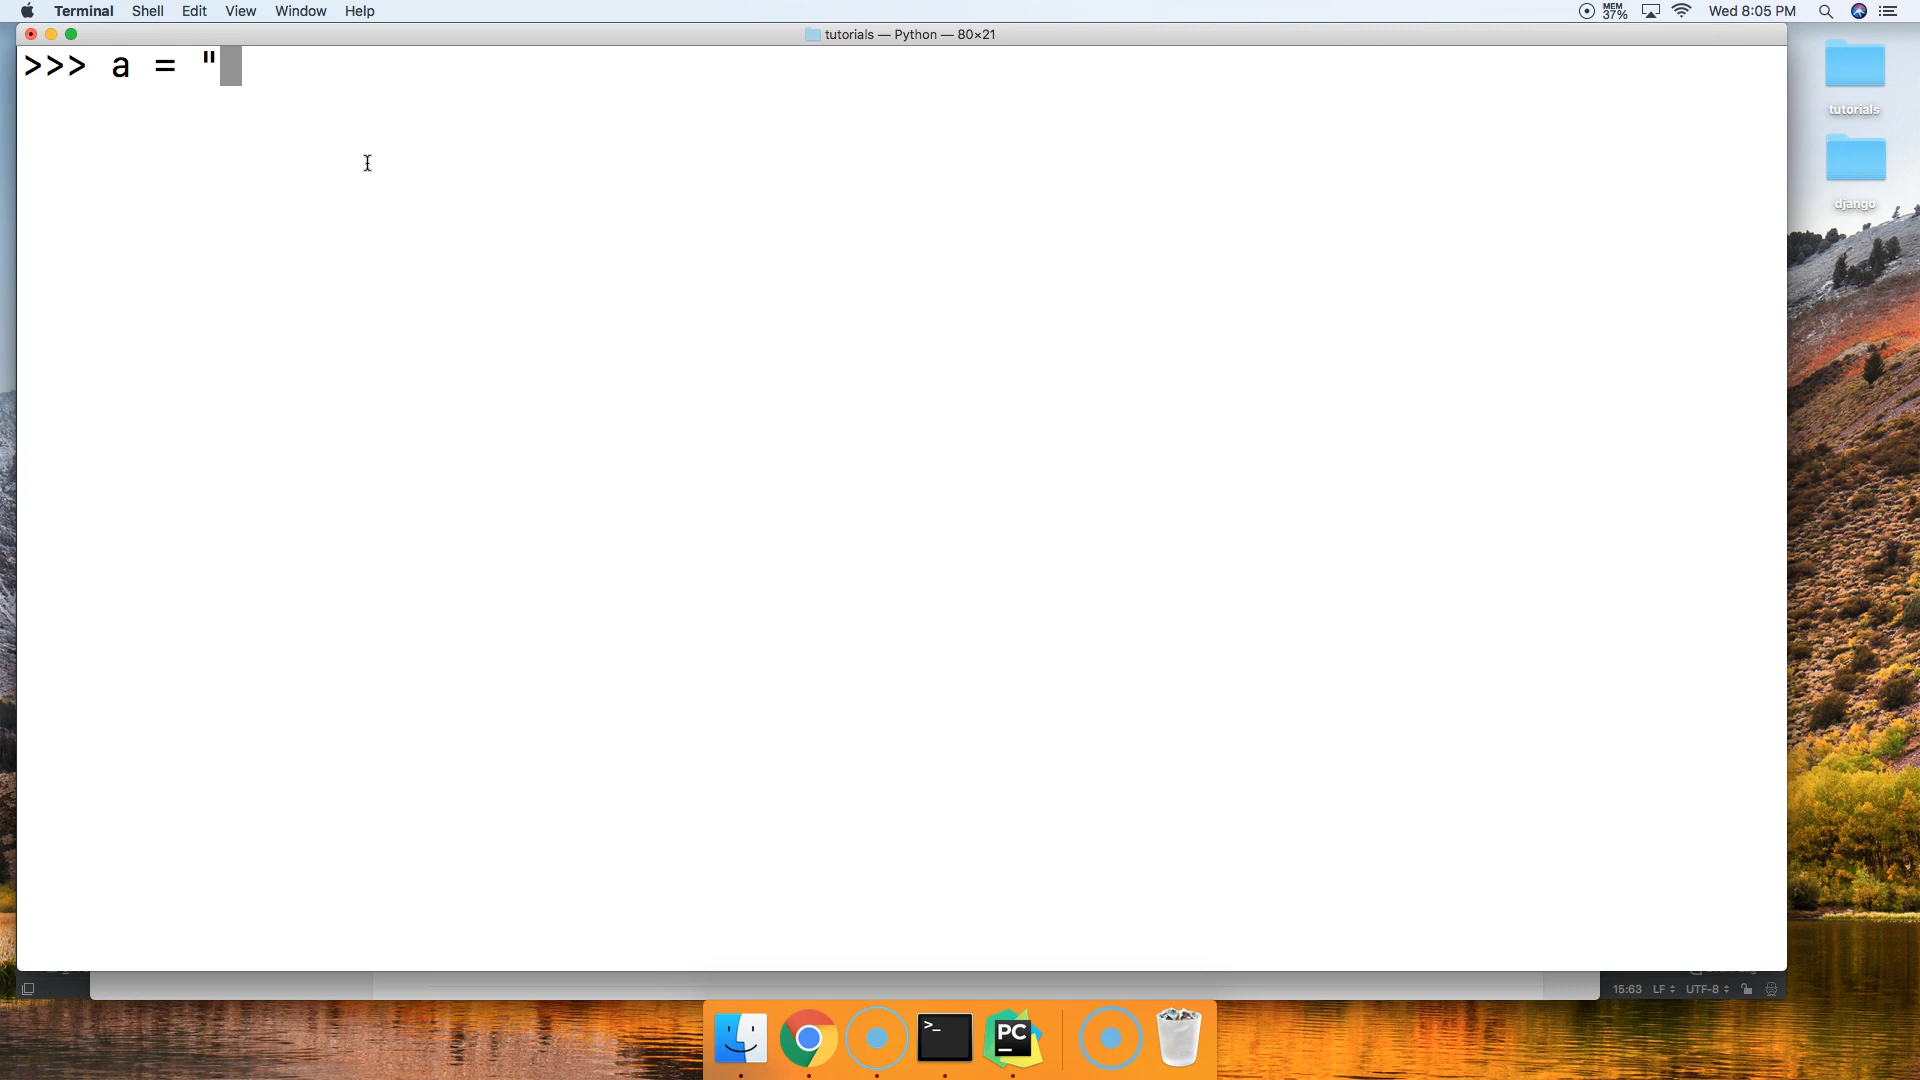 Terminal Shell Edit View Window Help MEM 37% Wed 8:05 PM
tutorials — Python — 80×21
>>> a = "
tutorials
django
15:63 LF UTF-8
>_ PC